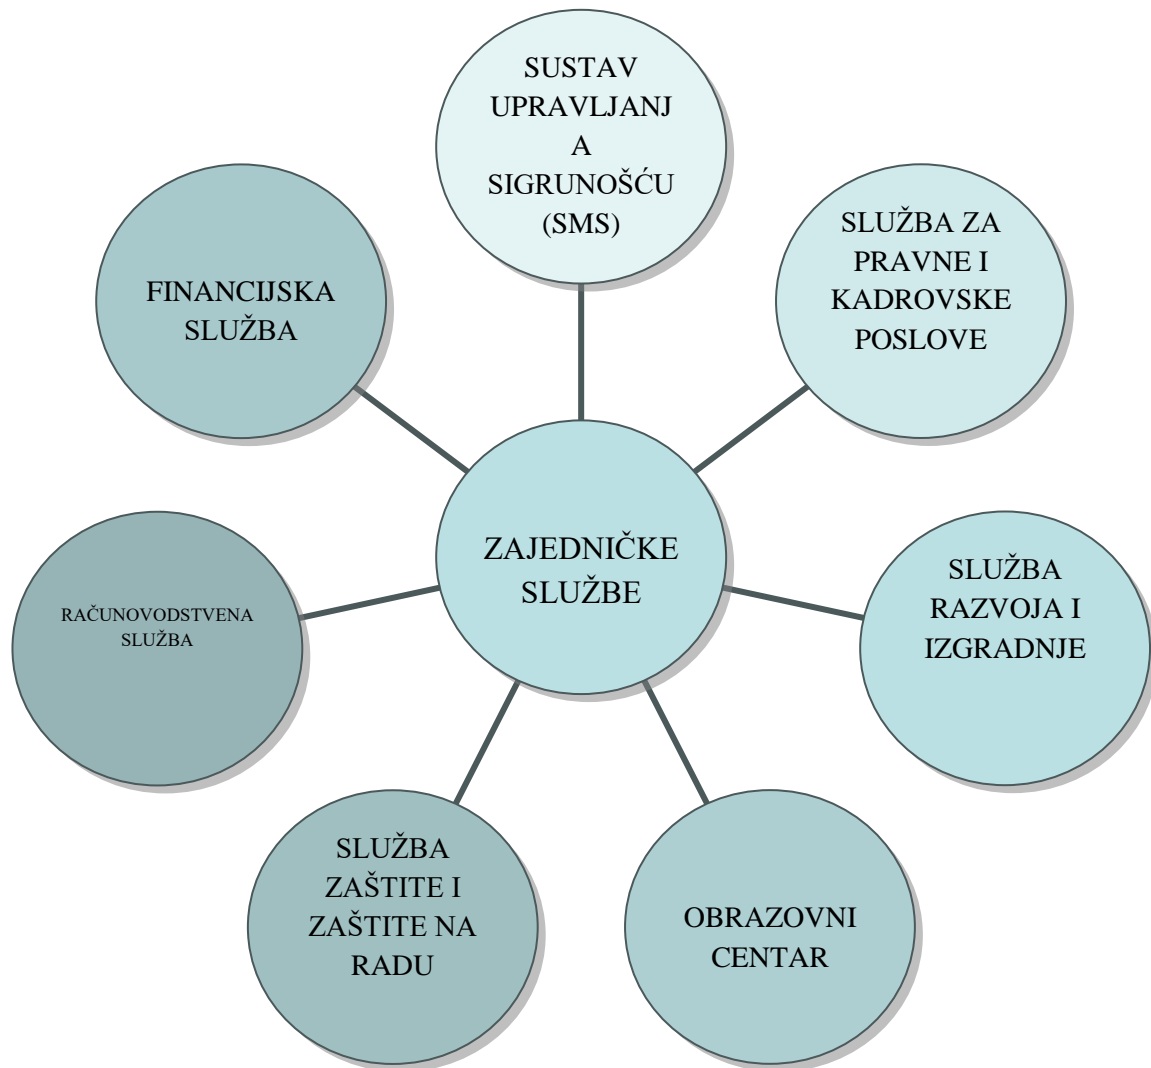 SUSTAV
UPRAVLJANJ
A
SIGRUNOŠĆU
(SMS)
SLUŽBA ZA
PRAVNE I
KADROVSKE
POSLOVE
FINANCIJSKA
SLUŽBA
ZAJEDNIČKE
SLUŽBE
SLUŽBA
RAZVOJA I
IZGRADNJE
RAČUNOVODSTVENA
SLUŽBA
SLUŽBA
ZAŠTITE I
ZAŠTITE NA
RADU
OBRAZOVNI
CENTAR